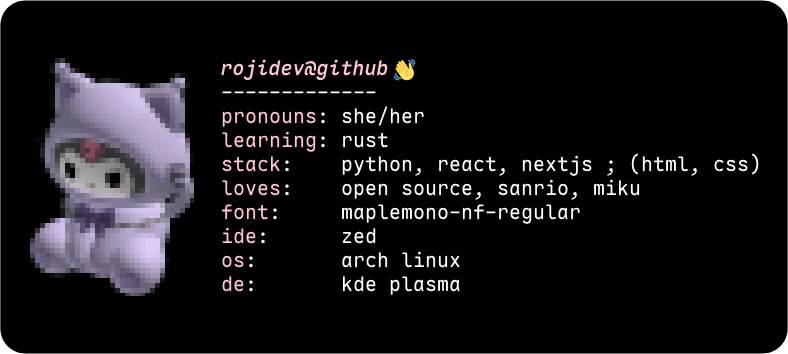 rojidev@github 👋
-------------
pronouns: she/her
learning: rust
stack: python, react, nextjs ; (html, css)
loves: open source, sanrio, miku
font: maplemono-nf-regular
ide: zed
os: arch linux
de: kde plasma